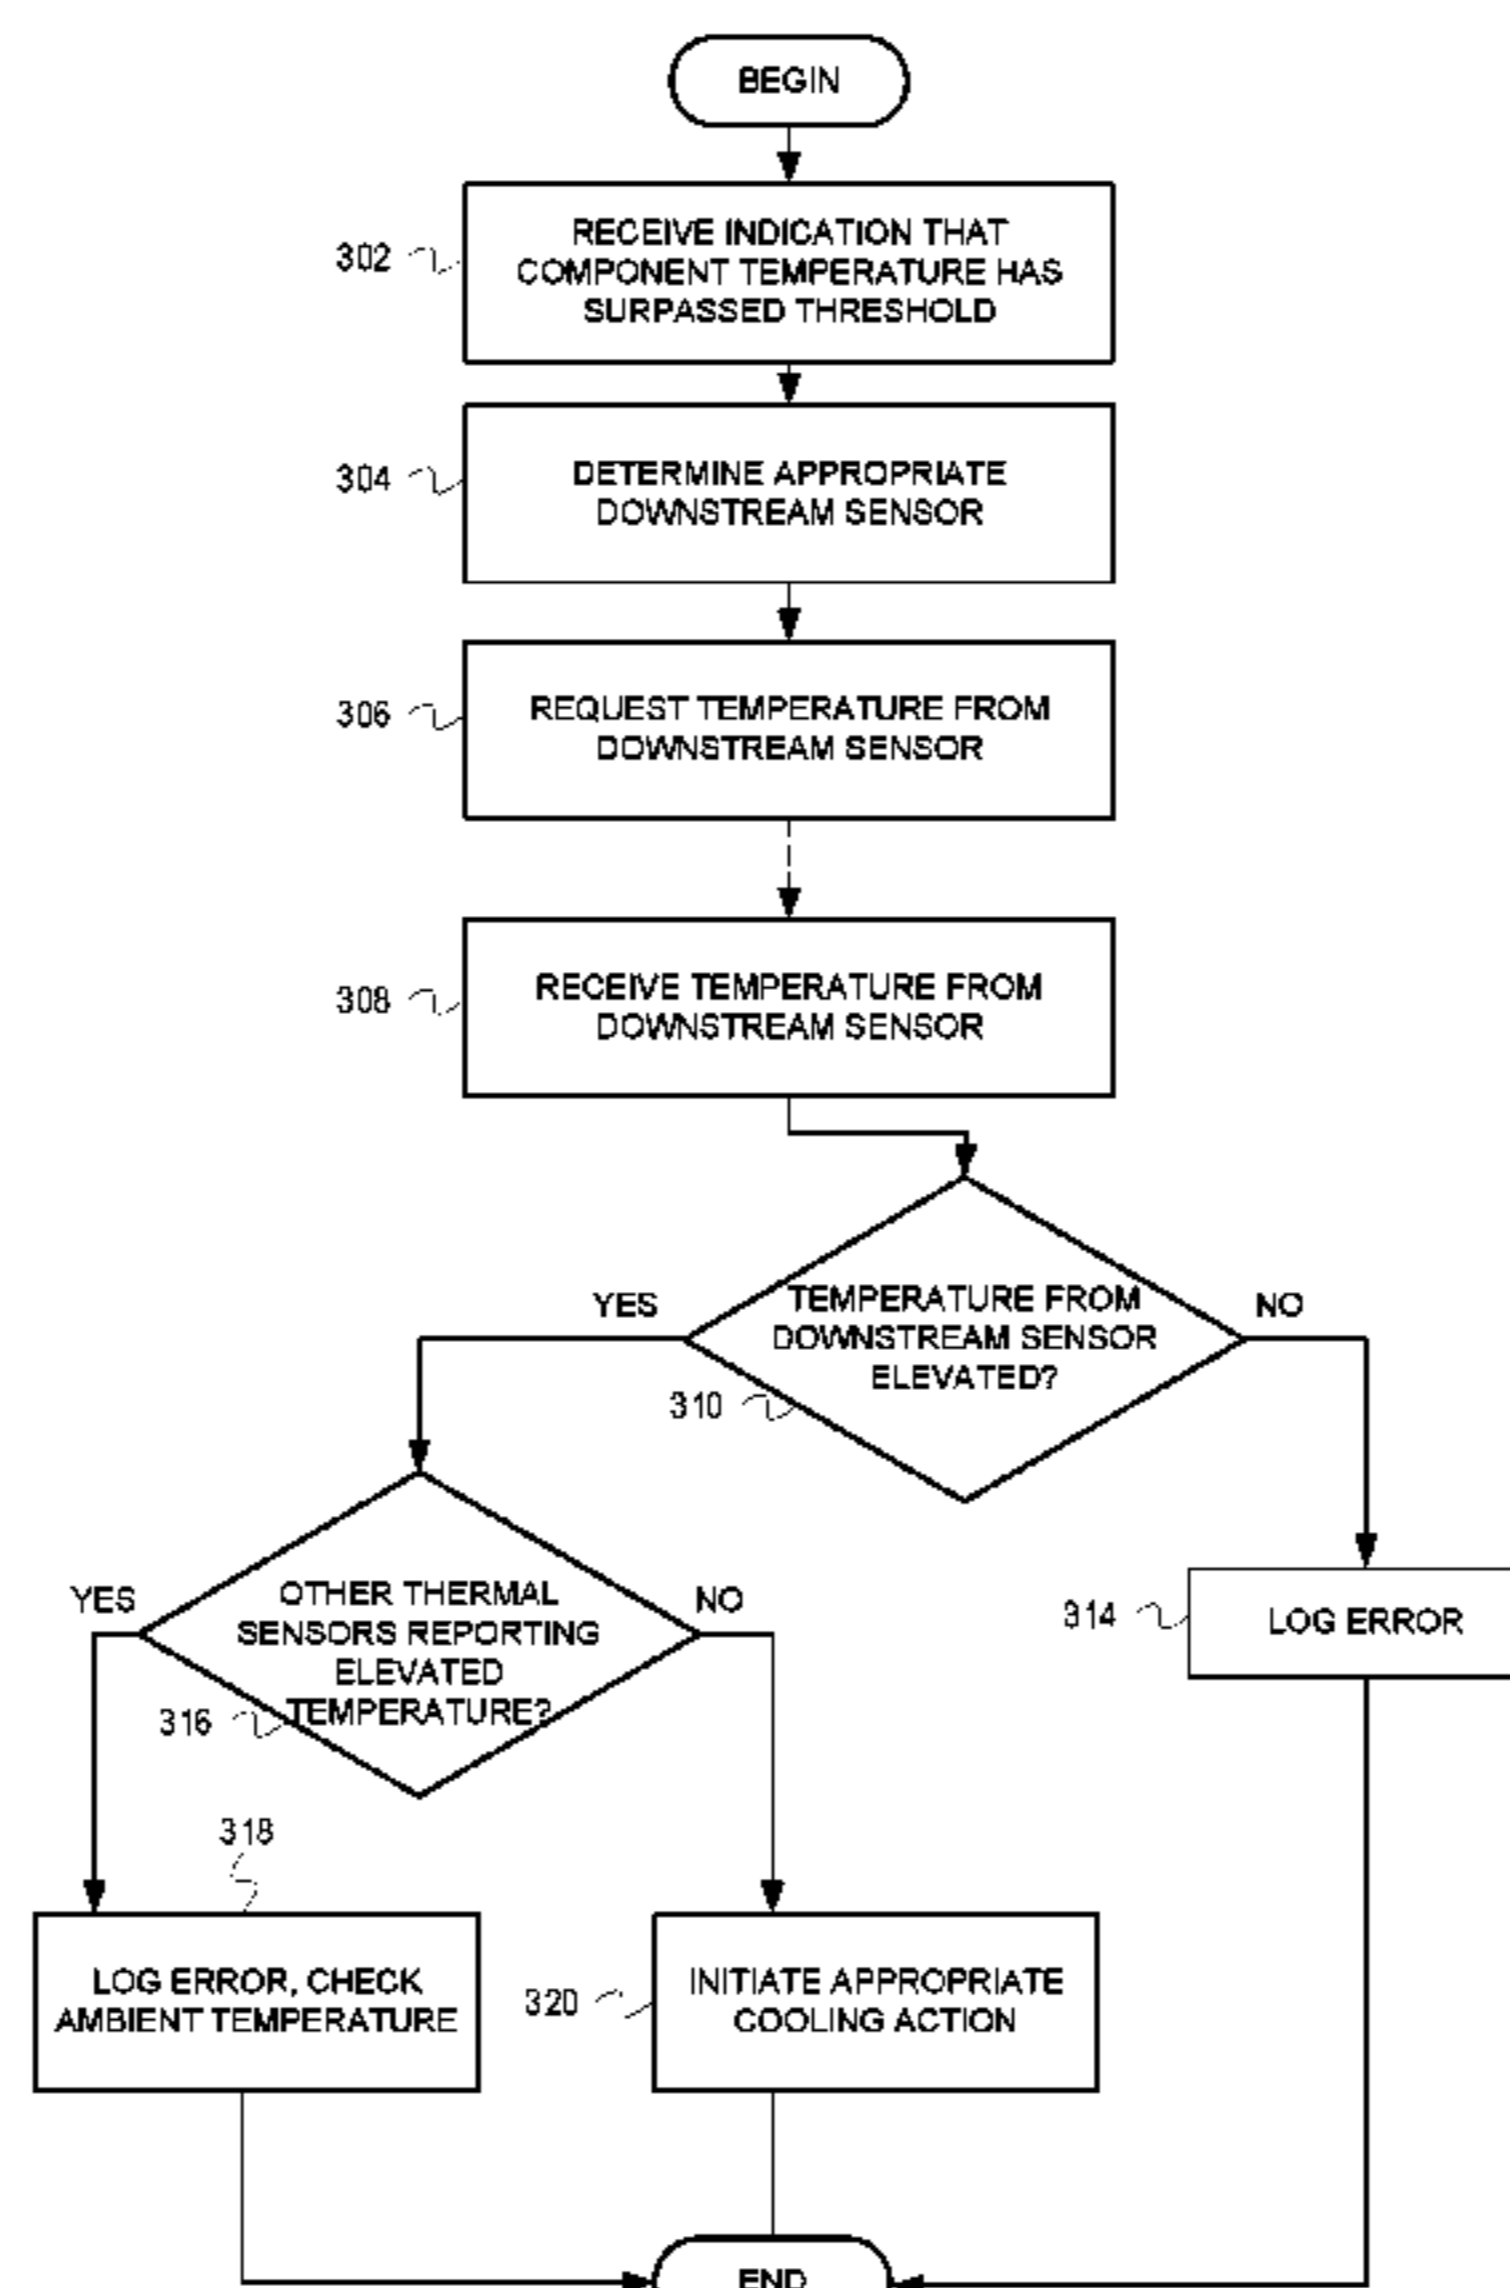 BEGIN
302
RECEIVE INDICATION THAT
COMPONENT TEMPERATURE HAS
SURPASSED THRESHOLD
304
DETERMINE APPROPRIATE
DOWNSTREAM SENSOR
306
REQUEST TEMPERATURE FROM
DOWNSTREAM SENSOR
308
RECEIVE TEMPERATURE FROM
DOWNSTREAM SENSOR
YES
TEMPERATURE FROM
DOWNSTREAM SENSOR
ELEVATED?
NO
310
YES
OTHER THERMAL
SENSORS REPORTING
ELEVATED
TEMPERATURE?
NO
316
314
LOG ERROR
318
LOG ERROR, CHECK
AMBIENT TEMPERATURE
320
INITIATE APPROPRIATE
COOLING ACTION
END